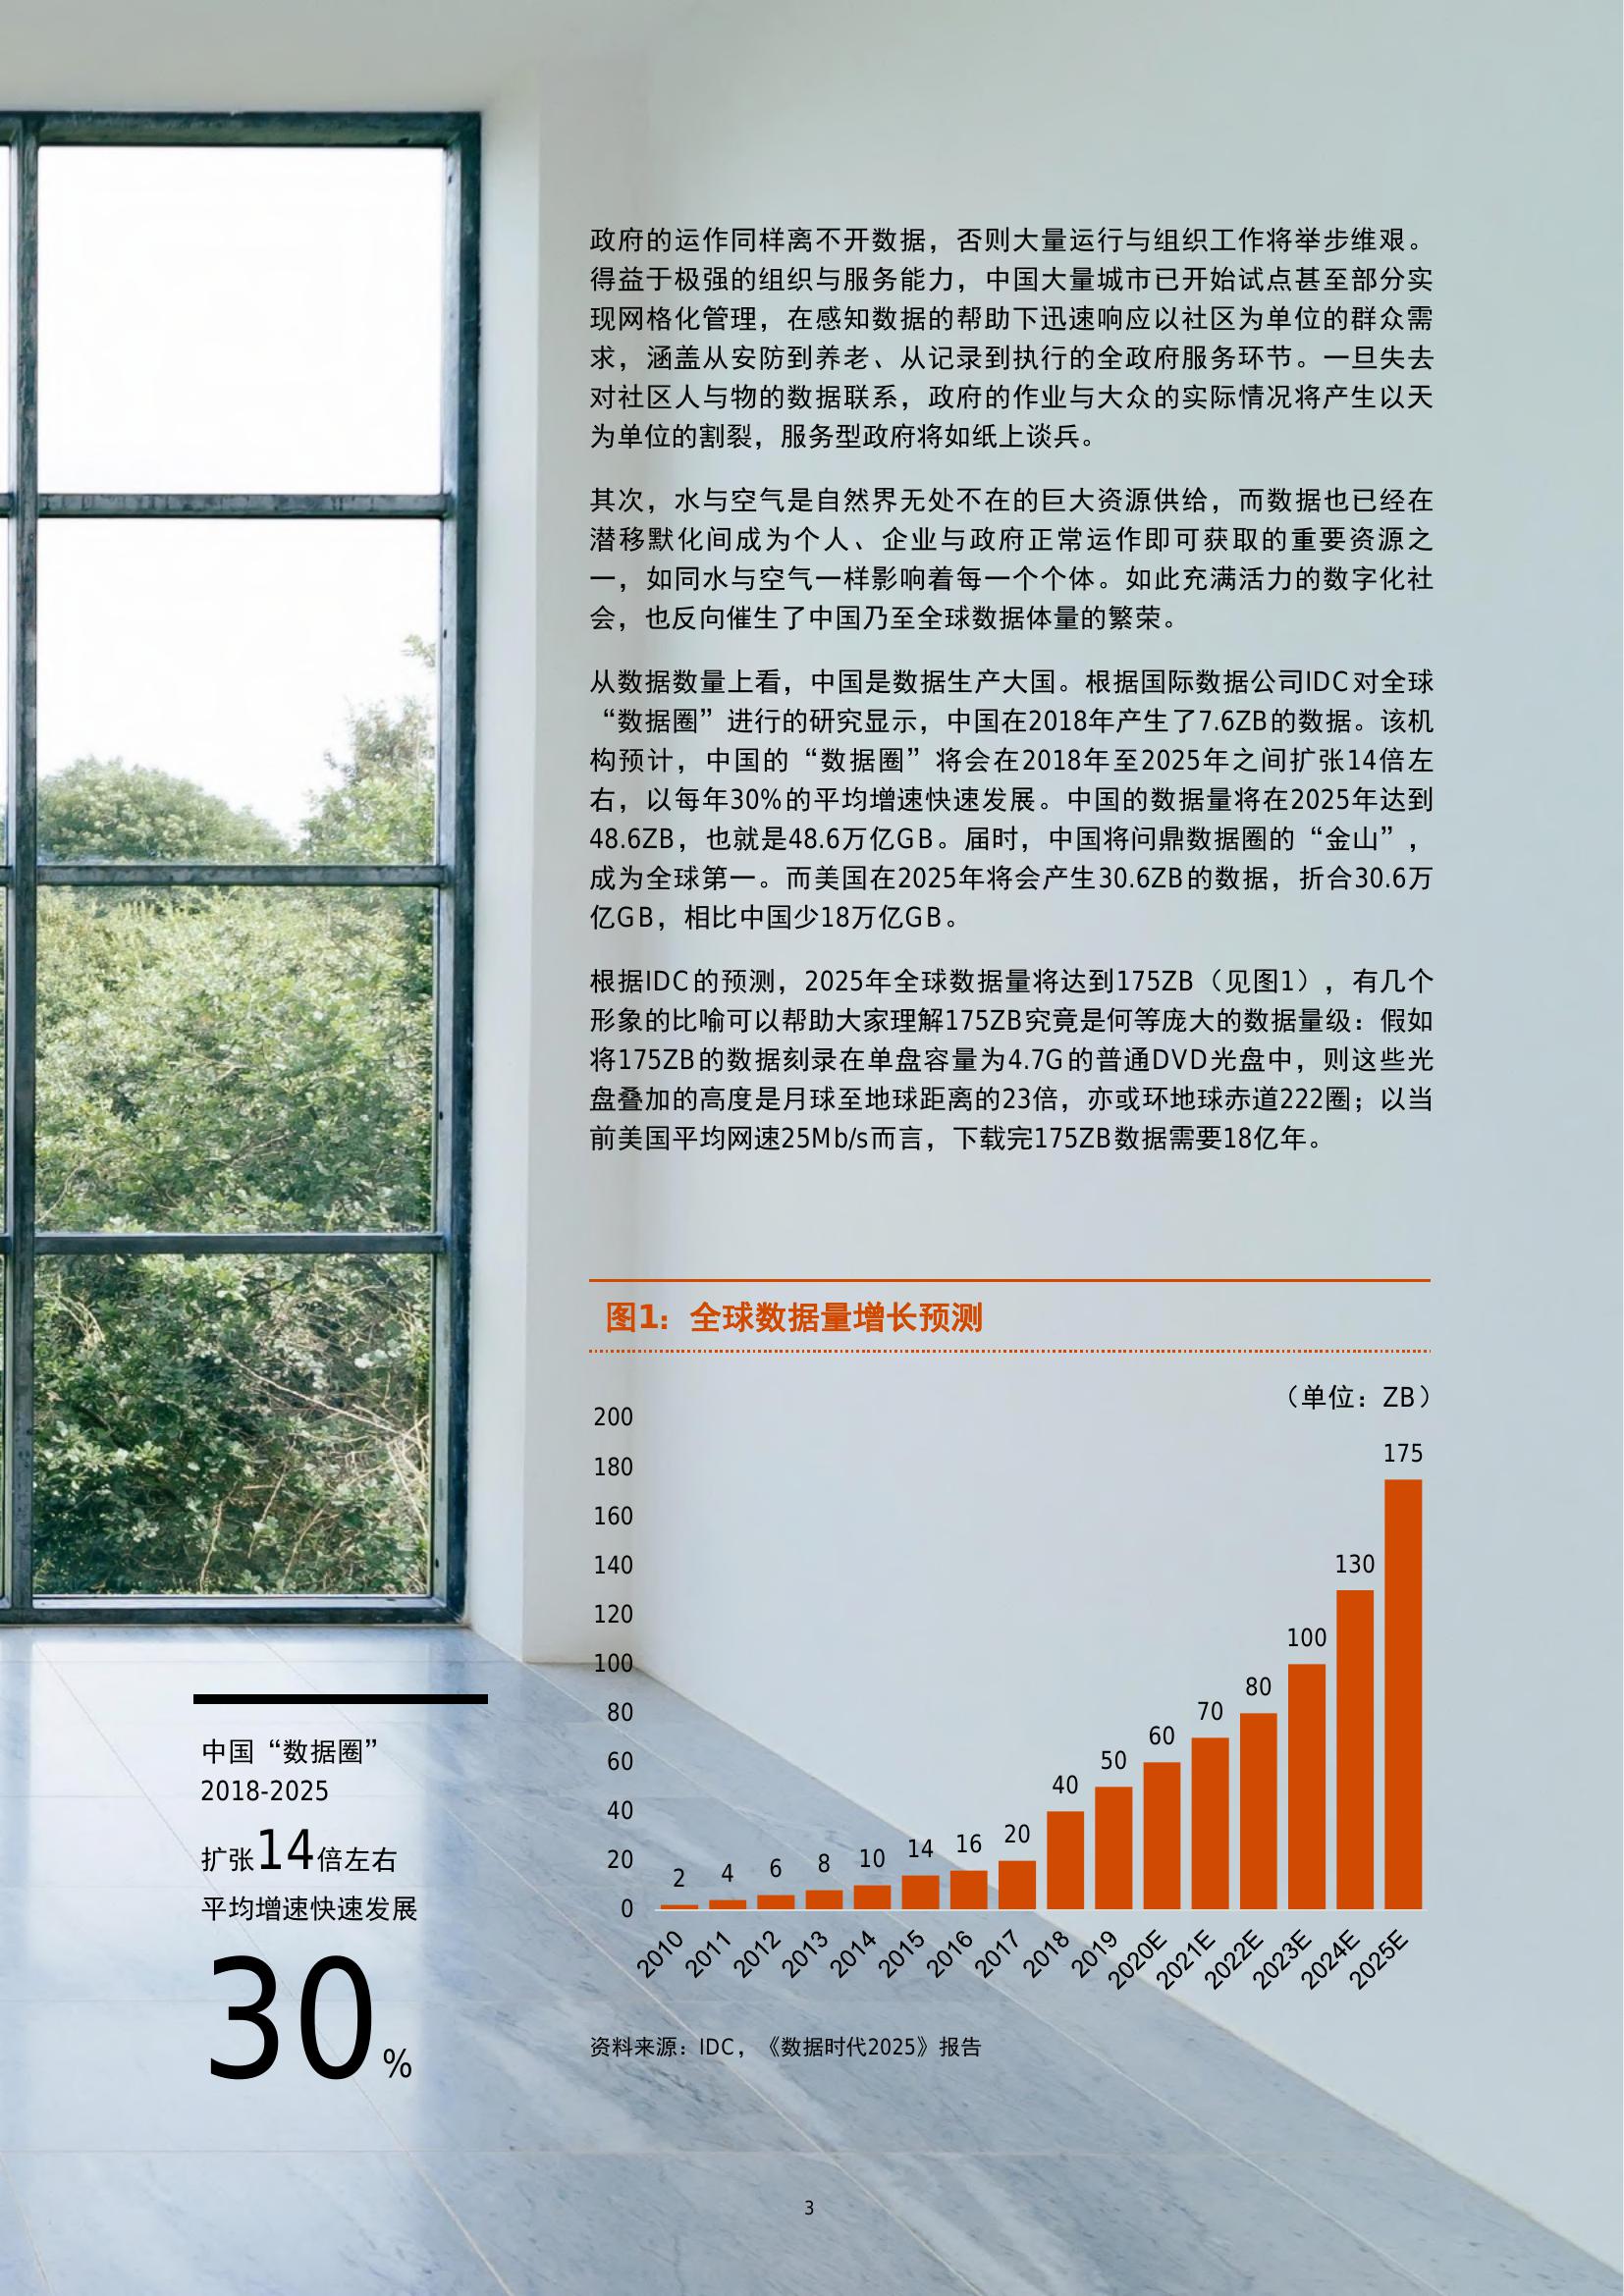 政府的运作同样离不开数据，否则大量运行与组织工作将举步维艰。
得益于极强的组织与服务能力，中国大量城市已开始试点甚至部分实
现网格化管理，在感知数据的帮助下迅速响应以社区为单位的群众需
求，涵盖从安防到养老、从记录到执行的全政府服务环节。一旦失去
对社区人与物的数据联系，政府的作业与大众的实际情况将产生以天
为单位的割裂，服务型政府将如纸上谈兵。
其次，水与空气是自然界无处不在的巨大资源供给，而数据也已经在
潜移默化间成为个人、企业与政府正常运作即可获取的重要资源之
一，如同水与空气一样影响着每一个个体。如此充满活力的数字化社
会，也反向催生了中国乃至全球数据体量的繁荣。
从数据数量上看，中国是数据生产大国。根据国际数据公司IDC对全球
“数据圈”进行的研究显示，中国在2018年产生了7.6ZB的数据。该机
构预计，中国的“数据圈”将会在2018年至2025年之间扩张14倍左
右，以每年30%的平均增速快速发展。中国的数据量将在2025年达到
48.6ZB，也就是48.6万亿GB。届时，中国将问鼎数据圈的“金山”，
成为全球第一。而美国在2025年将会产生30.6ZB的数据，折合30.6万
亿GB，相比中国少18万亿GB。
根据IDC的预测，2025年全球数据量将达到175ZB（见图1），有几个
形象的比喻可以帮助大家理解175ZB究竟是何等庞大的数据量级：假如
将175ZB的数据刻录在单盘容量为4.7G的普通DVD光盘中，则这些光
盘叠加的高度是月球至地球距离的23倍，亦或环地球赤道222圈；以当
前美国平均网速25Mb/s而言，下载完175ZB数据需要18亿年。
图1：全球数据量增长预测
（单位：ZB）
200
180
160
140
120
100
80
60
40
20
0
2
4
6
8
10
14
16
20
40
50
60
70
80
100
130
175
2010
2011
2012
2013
2014
2015
2016
2017
2018
2019
2020E
2021E
2022E
2023E
2024E
2025E
资料来源：IDC，《数据时代2025》报告
中国“数据圈”
2018-2025
扩张14倍左右
平均增速快速发展
30%
3